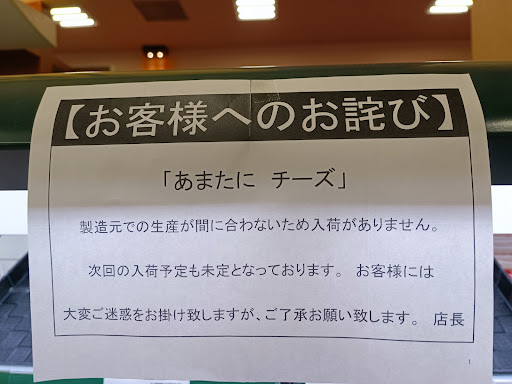 【お客様へのお詫び】
「あまたに チーズ」
製造元での生産が間に合わないため入荷がありません。
次回の入荷予定も未定となっております。 お客様には
大変ご迷惑をお掛け致しますが、ご了承お願い致します。 店長
1